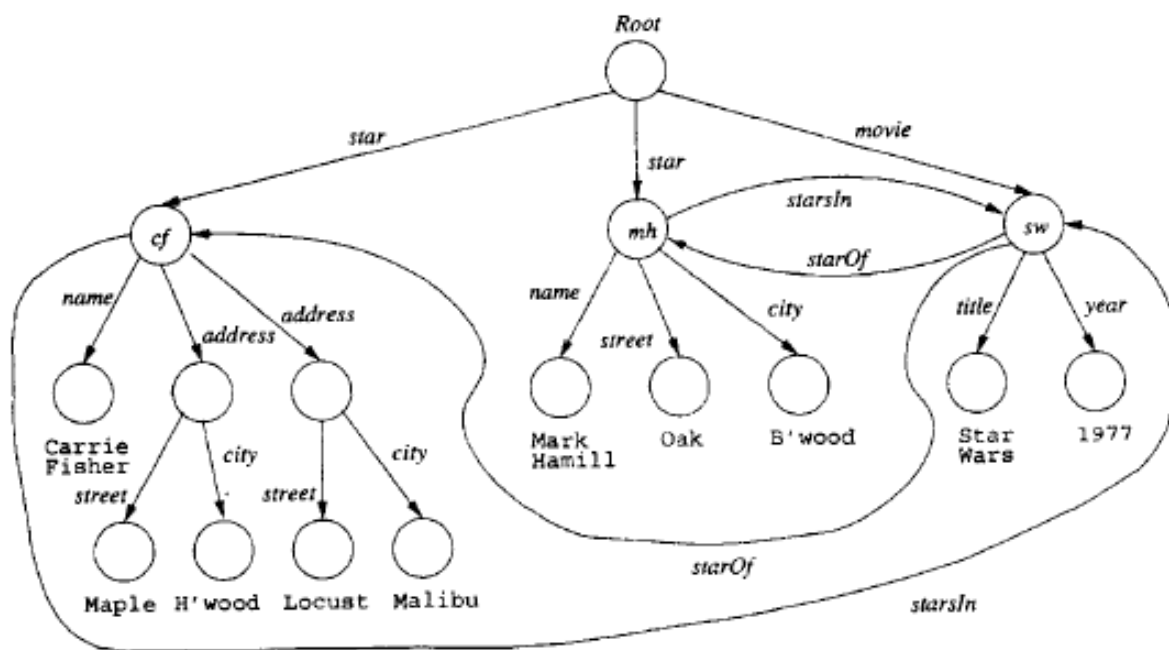 Root
star
star
movie
cf
mh
starsIn
sw
starOf
name
address
address
name
street
city
title
year
Carrie
Fisher
Mark
Hamill
Oak
B'wood
Star
Wars
1977
street
city
street
city
Maple
H'wood
Locust
Malibu
starOf
starsIn